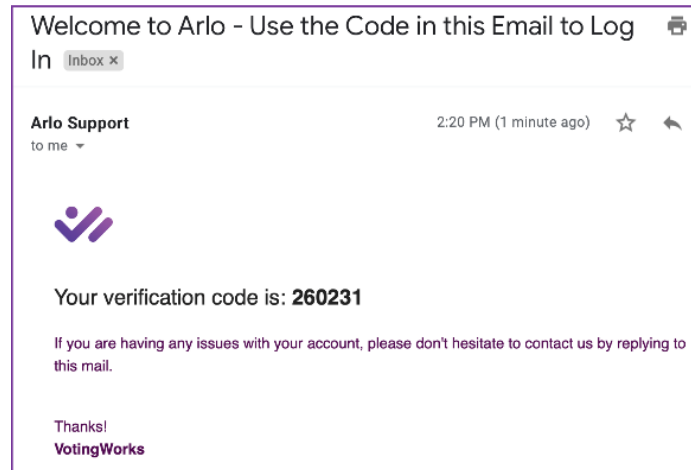 Welcome to Arlo - Use the Code in this Email to Log
In Inbox ×
Arlo Support 2:20 PM (1 minute ago)
to me
Your verification code is: 260231
If you are having any issues with your account, please don't hesitate to contact us by replying to
this mail.
Thanks!
VotingWorks